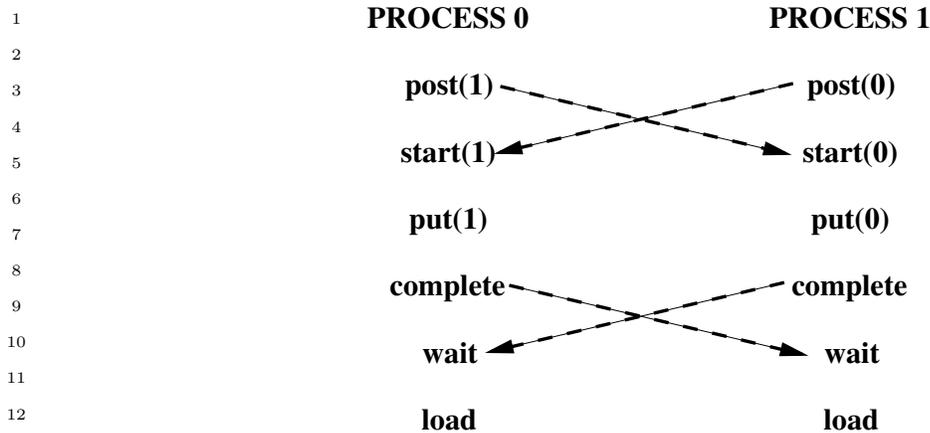 1 PROCESS 0 PROCESS 1
2
3 post(1) post(0)
4
5 start(1) start(0)
6
7 put(1) put(0)
8 complete complete
9
10 wait wait
11
12 load load